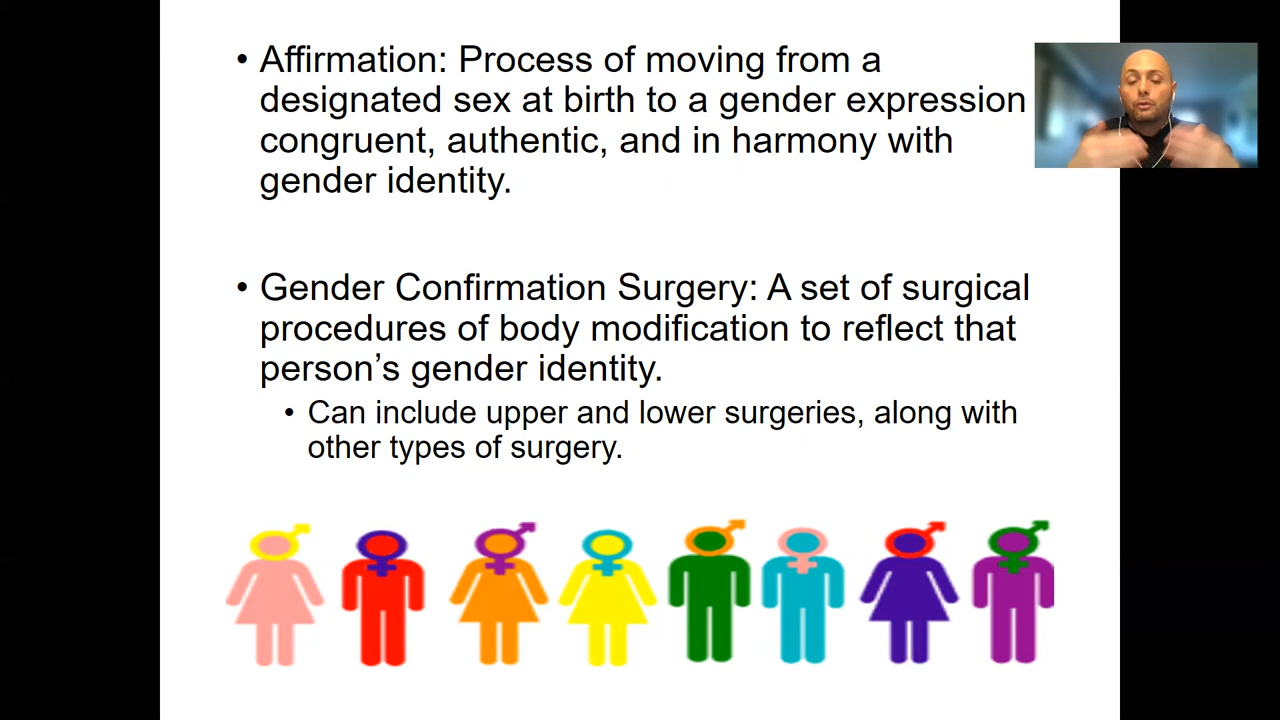 • Affirmation: Process of moving from a
designated sex at birth to a gender expression
congruent, authentic, and in harmony with
gender identity.
• Gender Confirmation Surgery: A set of surgical
procedures of body modification to reflect that
person’s gender identity.
• Can include upper and lower surgeries, along with
other types of surgery.